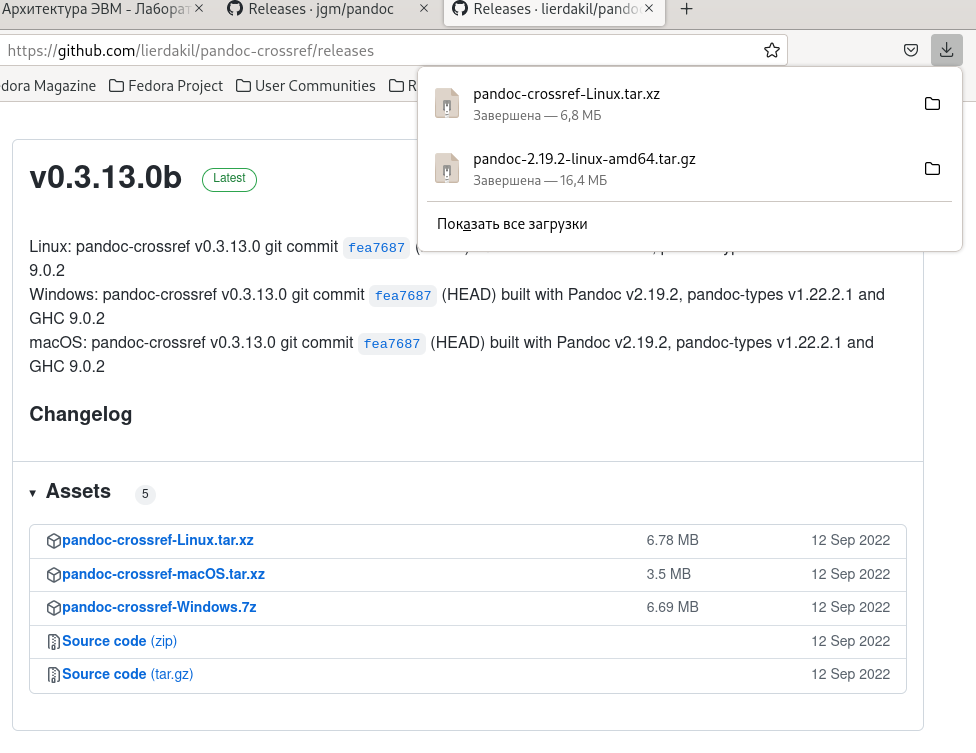 Архитектура ЭВМ - Лаборат
Releases · jgm/pandoc
Releases · lierdakil/pando
https://github.com/lierdakil/pandoc-crossref/releases
dora Magazine
Fedora Project
User Communities
pandoc-crossref-Linux.tar.xz
Завершена — 6,8 МБ
pandoc-2.19.2-linux-amd64.tar.gz
Завершена — 16,4 МБ
Показать все загрузки
v0.3.13.0b Latest
Linux: pandoc-crossref v0.3.13.0 git commit fea7687
9.0.2
Windows: pandoc-crossref v0.3.13.0 git commit fea7687 (HEAD) built with Pandoc v2.19.2, pandoc-types v1.22.2.1 and
GHC 9.0.2
macOS: pandoc-crossref v0.3.13.0 git commit fea7687 (HEAD) built with Pandoc v2.19.2, pandoc-types v1.22.2.1 and
GHC 9.0.2
Changelog
Assets 5
pandoc-crossref-Linux.tar.xz 6.78 MB 12 Sep 2022
pandoc-crossref-macOS.tar.xz 3.5 MB 12 Sep 2022
pandoc-crossref-Windows.7z 6.69 MB 12 Sep 2022
Source code (zip) 12 Sep 2022
Source code (tar.gz) 12 Sep 2022